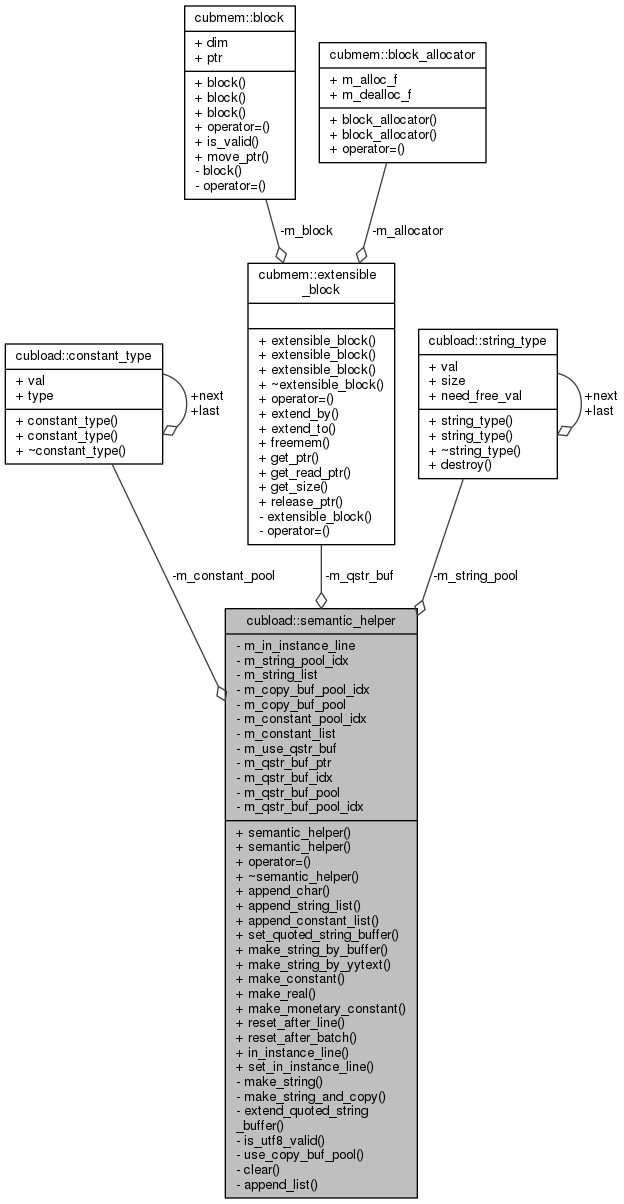 cubmem::block
+ dim
+ ptr
+ block()
+ block()
+ block()
+ operator=()
+ is_valid()
+ move_ptr()
- block()
- operator=()
cubmem::block_allocator
+ m_alloc_f
+ m_dealloc_f
+ block_allocator()
+ block_allocator()
+ operator=()
-m_block
-m_allocator
cubmem::extensible
_block
+ extensible_block()
+ extensible_block()
+ extensible_block()
+ ~extensible_block()
+ operator=()
+ extend_by()
+ extend_to()
+ freemem()
+ get_ptr()
+ get_read_ptr()
+ get_size()
+ release_ptr()
- extensible_block()
- operator=()
cubload::constant_type
+ val
+ type
+ constant_type()
+ constant_type()
+ ~constant_type()
+next
+last
cubload::string_type
+ val
+ size
+ need_free_val
+ string_type()
+ string_type()
+ ~string_type()
+ destroy()
+next
+last
-m_constant_pool
-m_qstr_buf
-m_string_pool
cubload::semantic_helper
- m_in_instance_line
- m_string_pool_idx
- m_string_list
- m_copy_buf_pool_idx
- m_copy_buf_pool
- m_constant_pool_idx
- m_constant_list
- m_use_qstr_buf
- m_qstr_buf_ptr
- m_qstr_buf_idx
- m_qstr_buf_pool
- m_qstr_buf_pool_idx
+ semantic_helper()
+ semantic_helper()
+ operator=()
+ ~semantic_helper()
+ append_char()
+ append_string_list()
+ append_constant_list()
+ set_quoted_string_buffer()
+ make_string_by_buffer()
+ make_string_by_yytext()
+ make_constant()
+ make_real()
+ make_monetary_constant()
+ reset_after_line()
+ reset_after_batch()
+ in_instance_line()
+ set_in_instance_line()
- make_string()
- make_string_and_copy()
- extend_quoted_string
_buffer()
- is_utf8_valid()
- use_copy_buf_pool()
- clear()
- append_list()